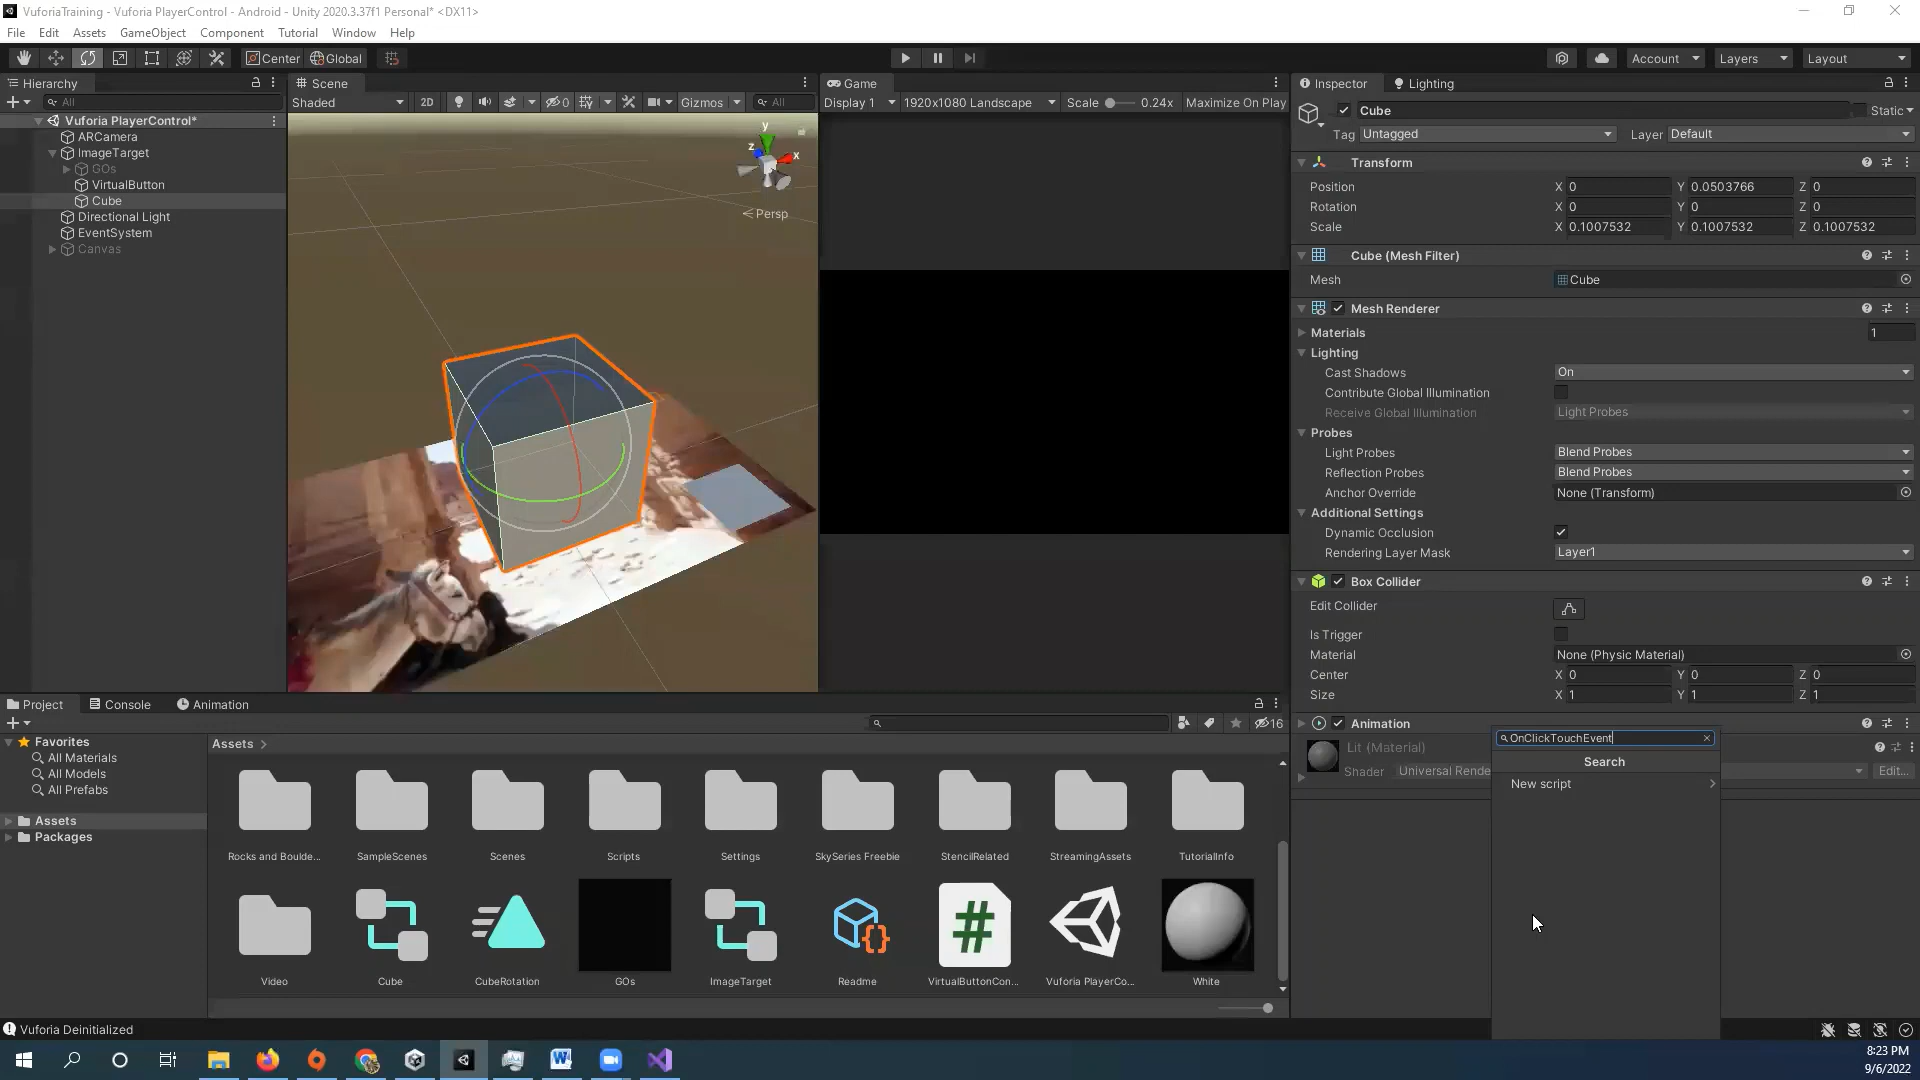 VuforiaTraining - Vuforia PlayerControl - Android - Unity 2020.3.37f1 Personal* <DX11>
File Edit Assets GameObject Component Tutorial Window Help
Center Global Account Layers Layout
Hierarchy
All
Vuforia PlayerControl*
ARCamera
ImageTarget
GOs
VirtualButton
Cube
Directional Light
EventSystem
Canvas
Scene
Shaded 2D 0 Gizmos All
y
z x
Persp
Game
Display 1 1920x1080 Landscape Scale 0.24x Maximize On Play
Inspector Lighting
Cube Static
Tag Untagged Layer Default
Transform
Position X 0 Y 0.0503766 Z 0
Rotation X 0 Y 0 Z 0
Scale X 0.1007532 Y 0.1007532 Z 0.1007532
Cube (Mesh Filter)
Mesh Cube
Mesh Renderer
Materials 1
Lighting
Cast Shadows On
Contribute Global Illumination
Receive Global Illumination Light Probes
Probes
Light Probes Blend Probes
Reflection Probes Blend Probes
Anchor Override None (Transform)
Additional Settings
Dynamic Occlusion
Rendering Layer Mask Layer1
Box Collider
Edit Collider
Is Trigger
Material None (Physic Material)
Center X 0 Y 0 Z 0
Size X 1 Y 1 Z 1
Animation
Lit (Material)
Shader Universal Rende Edit...
OnClickTouchEvent
Search
New script
Project Console Animation
16
Favorites
All Materials
All Models
All Prefabs
Assets
Packages
Assets >
Rocks and Boulde... SampleScenes Scenes Scripts Settings SkySeries Freebie StencilRelated StreamingAssets TutorialInfo
Video Cube CubeRotation GOs ImageTarget Readme VirtualButtonCon... Vuforia PlayerCo... White
Vuforia Deinitialized
8:23 PM
9/6/2022